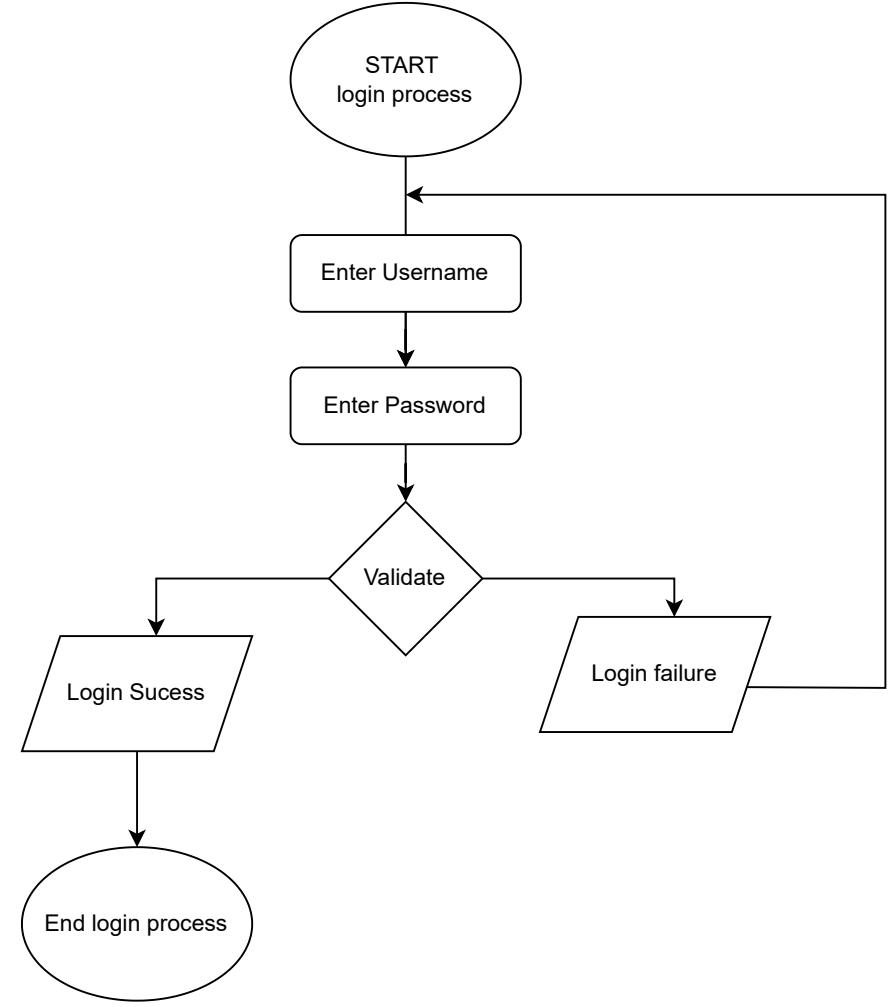 START
login process
Enter Username
Enter Password
Validate
Login Sucess
Login failure
End login process